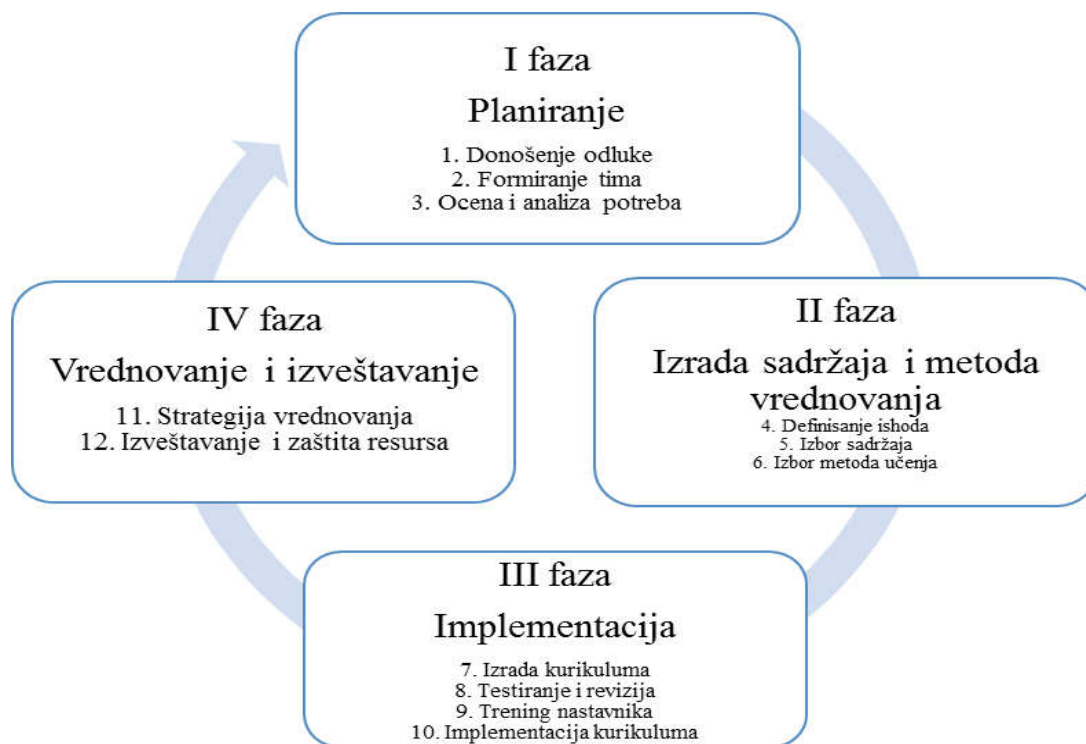 I faza
Planiranje
1. Donošenje odluke
2. Formiranje tima
3. Ocena i analiza potreba
II faza
Izrada sadržaja i metoda
vrednovanja
4. Definisanje ishoda
5. Izbor sadržaja
6. Izbor metoda učenja
III faza
Implementacija
7. Izrada kurikuluma
8. Testiranje i revizija
9. Trening nastavnika
10. Implementacija kurikuluma
IV faza
Vrednovanje i izveštavanje
11. Strategija vrednovanja
12. Izveštavanje i zaštita resursa